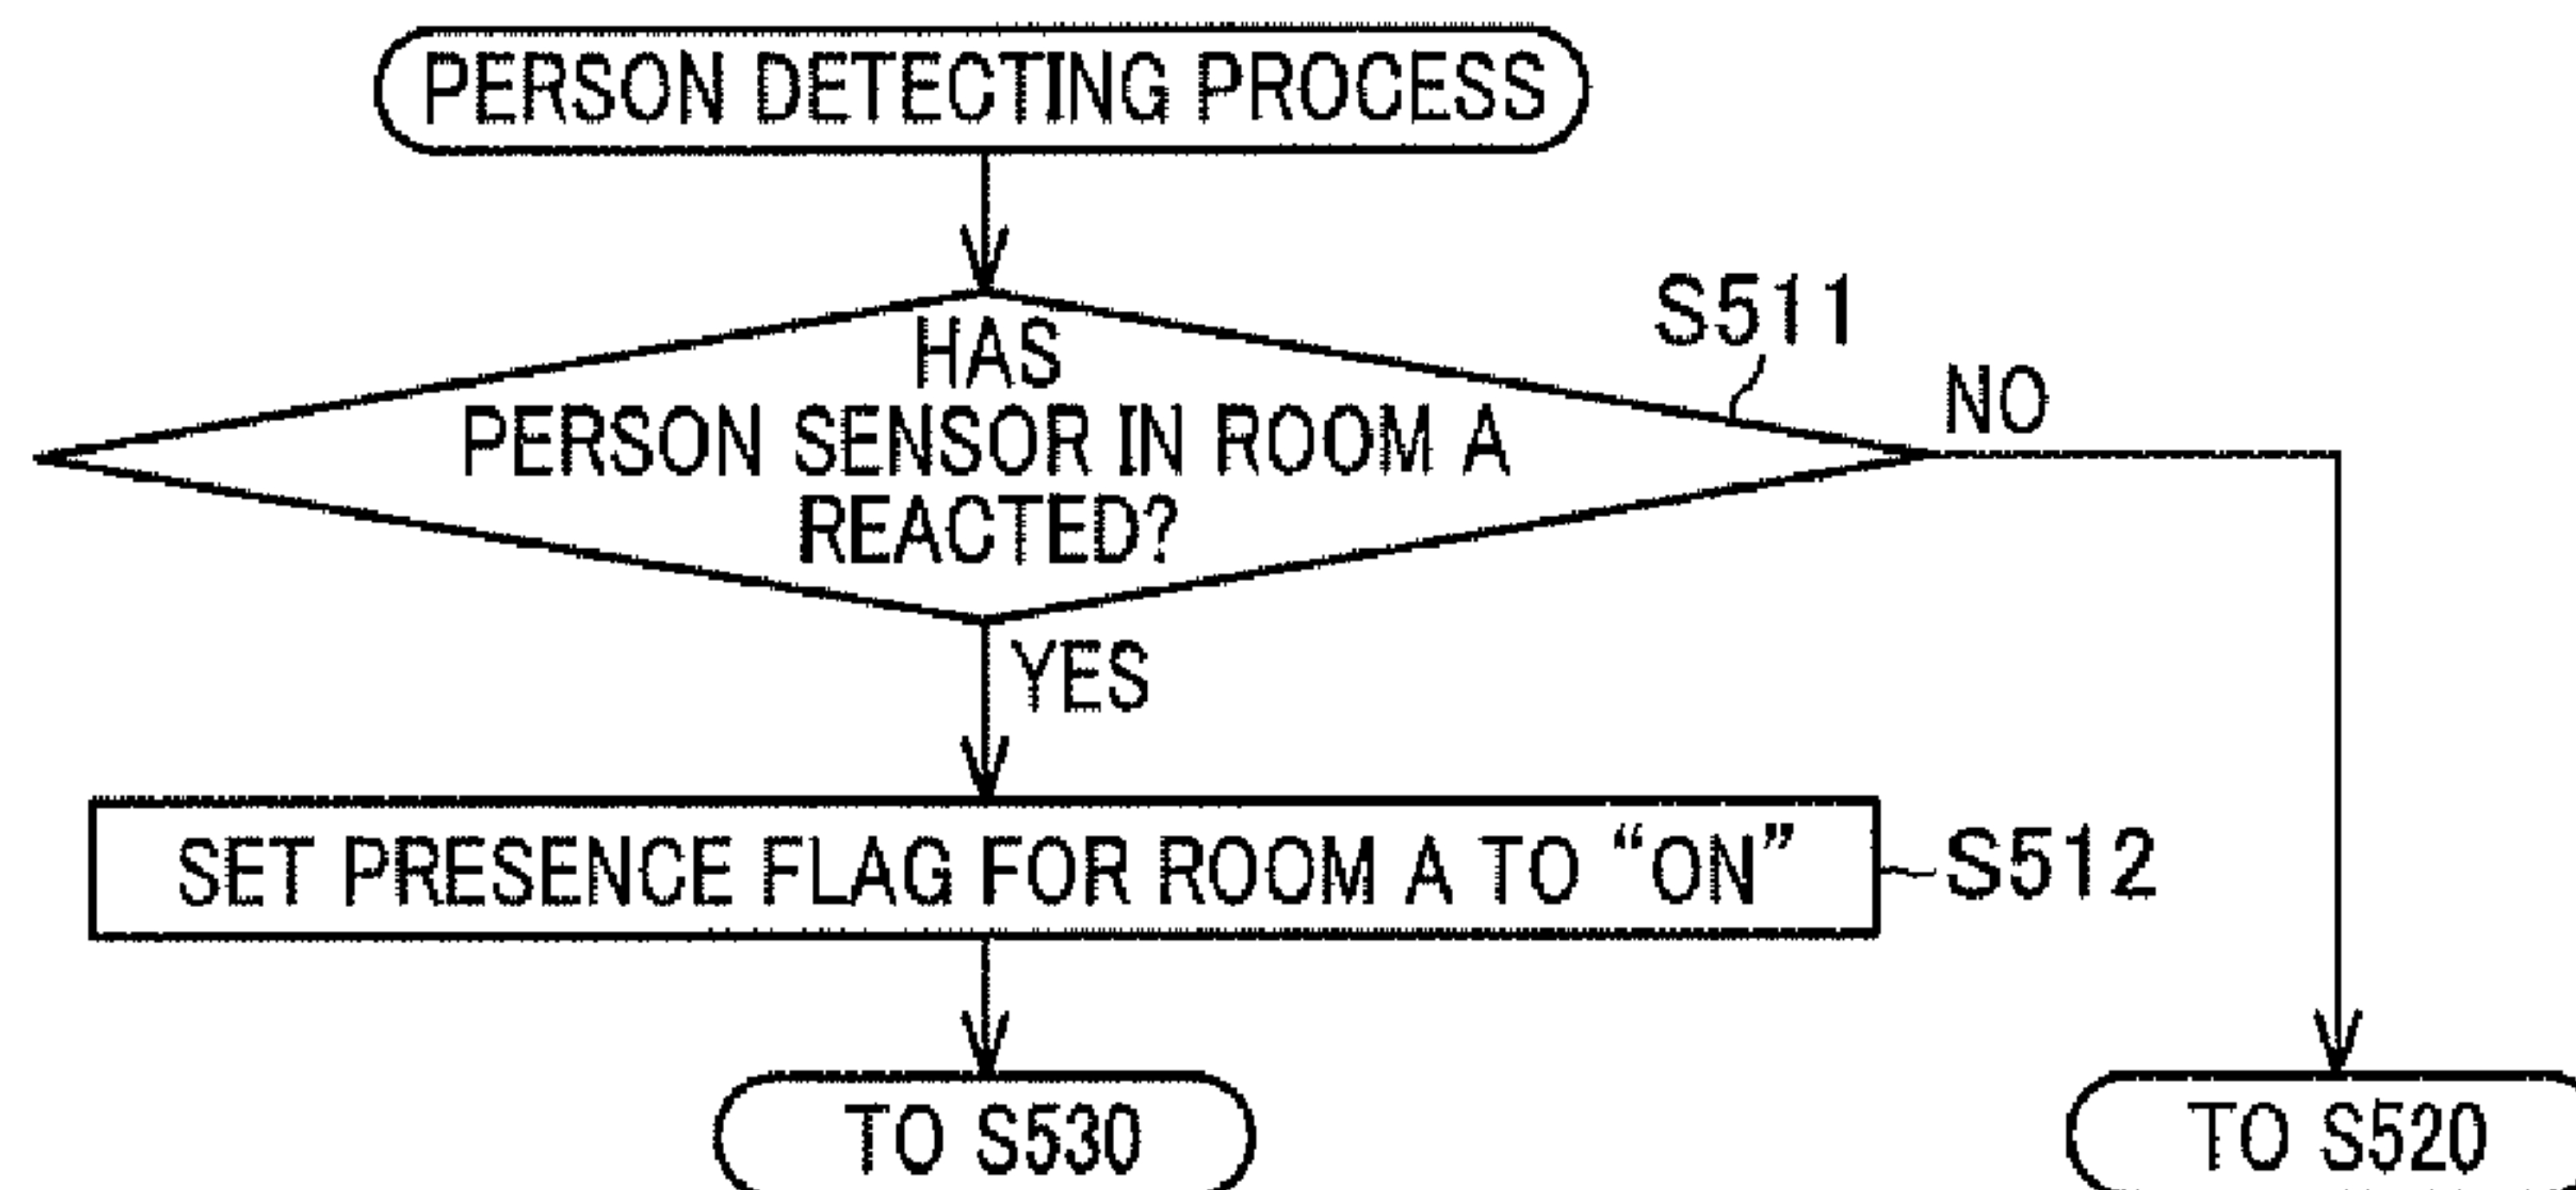 PERSON DETECTING PROCESS
S511
HAS
PERSON SENSOR IN ROOM A
REACTED?
NO
YES
SET PRESENCE FLAG FOR ROOM A TO “ON”
S512
TO S530
TO S520